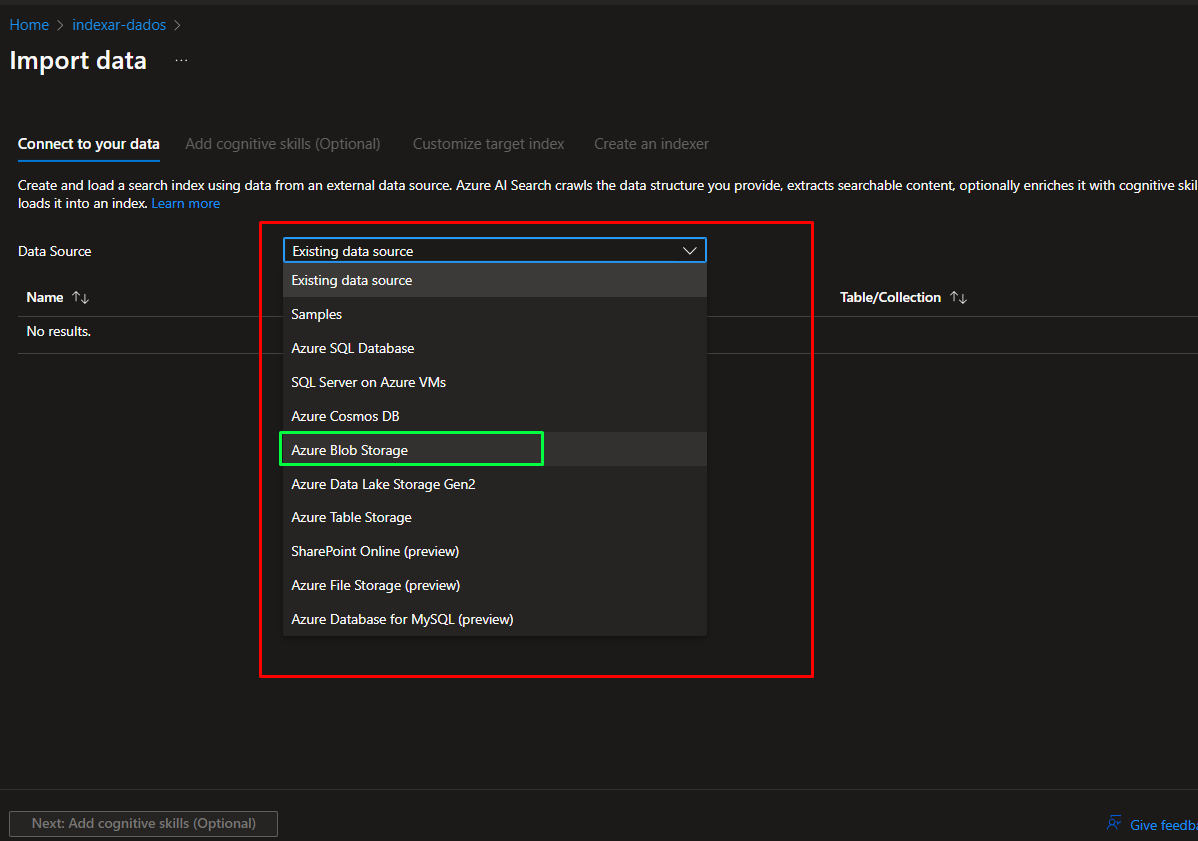 Home > indexar-dados >
Import data ...
Connect to your data Add cognitive skills (Optional) Customize target index Create an indexer
Create and load a search index using data from an external data source. Azure AI Search crawls the data structure you provide, extracts searchable content, optionally enriches it with cognitive skil
loads it into an index. Learn more
Data Source Existing data source
Existing data source
Name ↑↓ Table/Collection ↑↓
Samples
No results.
Azure SQL Database
SQL Server on Azure VMs
Azure Cosmos DB
Azure Blob Storage
Azure Data Lake Storage Gen2
Azure Table Storage
SharePoint Online (preview)
Azure File Storage (preview)
Azure Database for MySQL (preview)
Next: Add cognitive skills (Optional) Give feedba